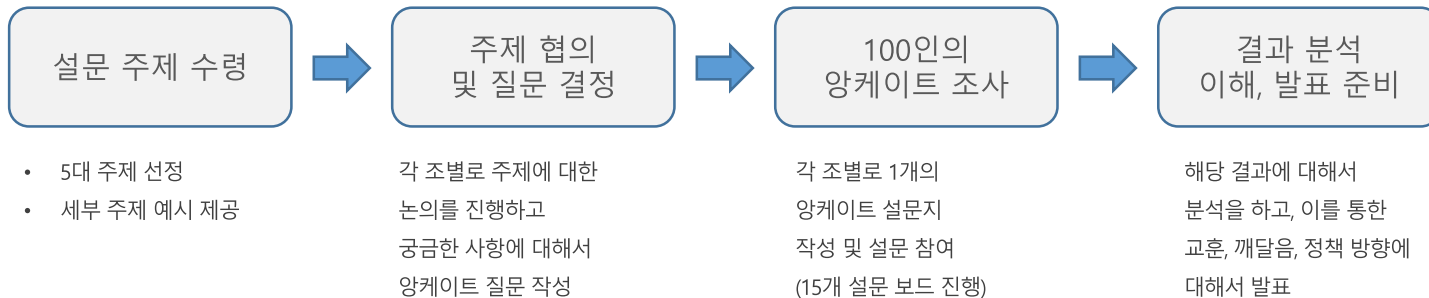 설문 주제 수령
주제 협의
및 질문 결정
100인의
앙케이트 조사
결과 분석
이해, 발표 준비
• 5대 주제 선정
• 세부 주제 예시 제공
각 조별로 주제에 대한
논의를 진행하고
궁금한 사항에 대해서
앙케이트 질문 작성
각 조별로 1개의
앙케이트 설문지
작성 및 설문 참여
(15개 설문 보드 진행)
해당 결과에 대해서
분석을 하고, 이를 통한
교훈, 깨달음, 정책 방향에
대해서 발표